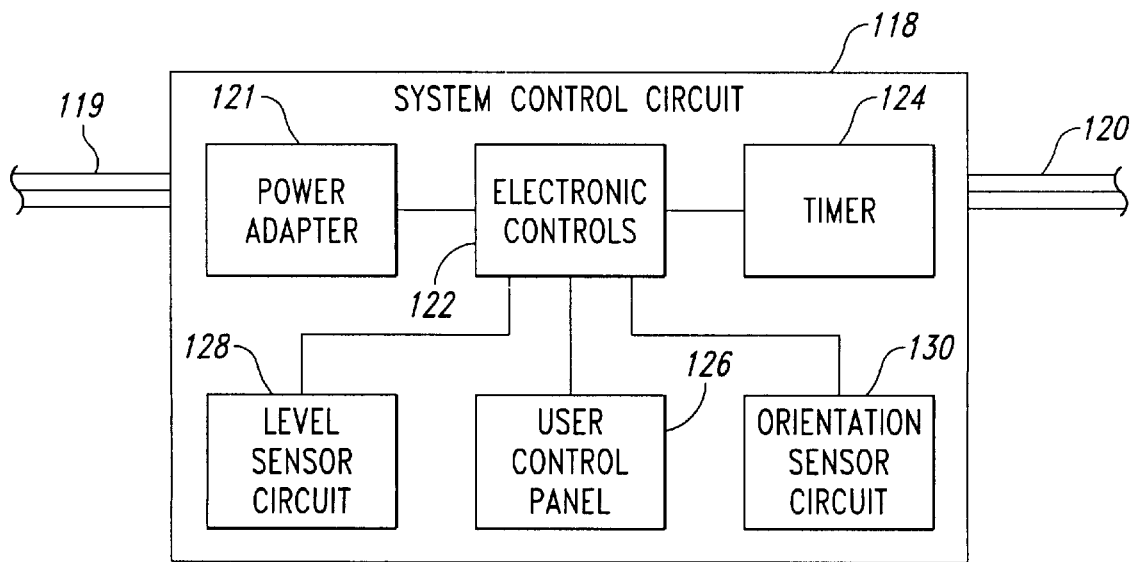 118
SYSTEM CONTROL CIRCUIT
119
121
124
120
POWER
ADAPTER
ELECTRONIC
CONTROLS
TIMER
122
128
126
130
LEVEL
SENSOR
CIRCUIT
USER
CONTROL
PANEL
ORIENTATION
SENSOR
CIRCUIT